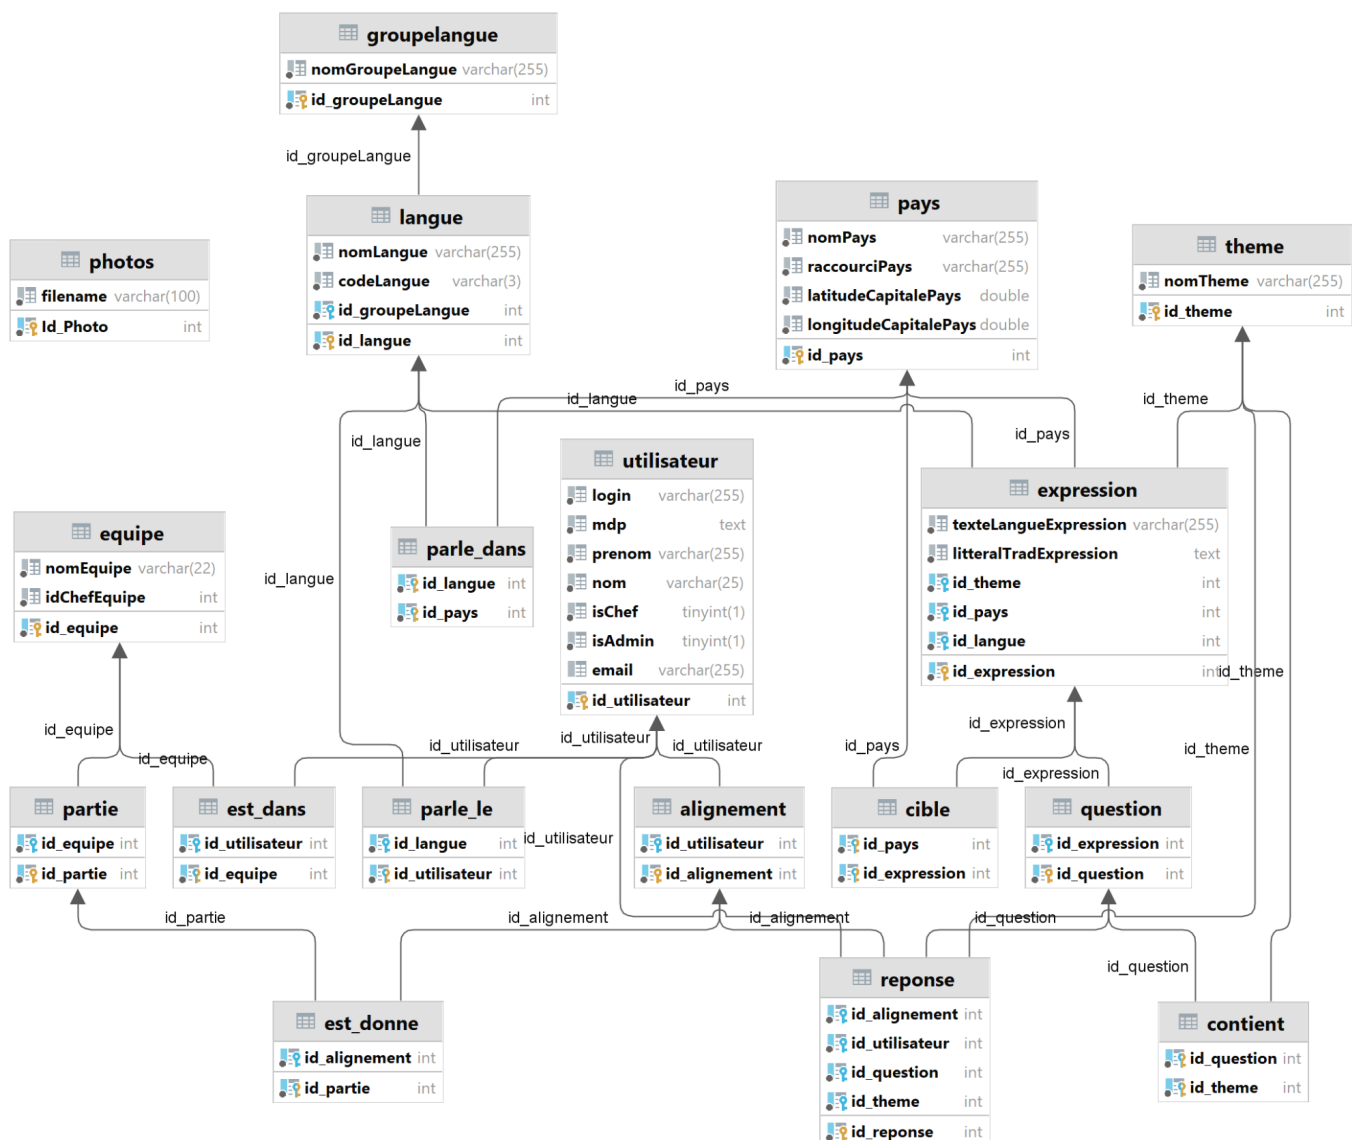 groupelangue
nomGroupeLangue varchar(255)
id_groupeLangue int
id_groupeLangue
langue
nomLangue varchar(255)
codeLangue varchar(3)
id_groupeLangue int
id_langue int
pays
nomPays varchar(255)
raccourciPays varchar(255)
latitudeCapitalePays double
longitudeCapitalePays double
id_pays int
theme
nomTheme varchar(255)
id_theme int
photos
filename varchar(100)
Id_Photo int
id_pays
id_langue
id_theme
id_langue
id_pays
utilisateur
login varchar(255)
mdp text
prenom varchar(255)
nom varchar(25)
isChef tinyint(1)
isAdmin tinyint(1)
email varchar(255)
id_utilisateur int
expression
texteLangueExpression varchar(255)
litteralTradExpression text
id_theme int
id_pays int
id_langue int
id_expression int
equipe
nomEquipe varchar(22)
idChefEquipe int
id_equipe int
parle_dans
id_langue int
id_pays int
id_langue
id_theme
id_equipe
id_equipe
id_utilisateur
id_utilisateur
id_utilisateur
id_pays
id_expression
id_expression
id_theme
partie
id_equipe int
id_partie int
est_dans
id_utilisateur int
id_equipe int
parle_le
id_langue int
id_utilisateur int
id_utilisateur
alignement
id_utilisateur int
id_alignement int
cible
id_pays int
id_expression int
question
id_expression int
id_question int
id_partie
id_alignement
id_alignement
id_question
id_question
est_donne
id_alignement int
id_partie int
reponse
id_alignement int
id_utilisateur int
id_question int
id_theme int
id_reponse int
contient
id_question int
id_theme int